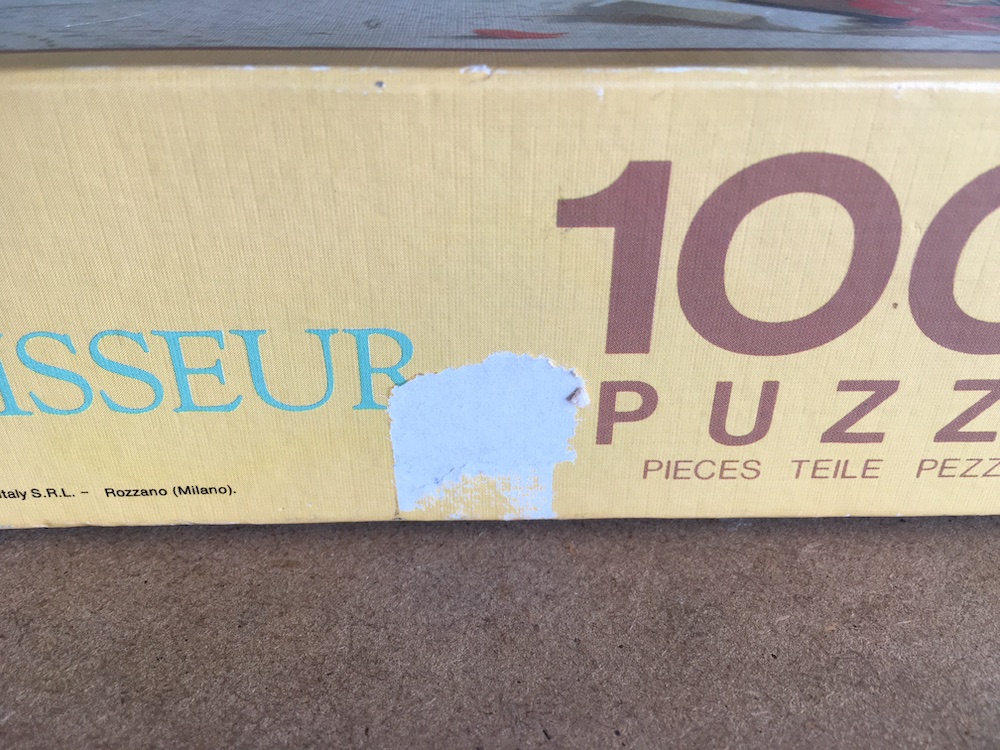 ISSEUR
100
PUZZ
PIECES TEILE PEZZ
Italy S.R.L. – Rozzano (Milano).